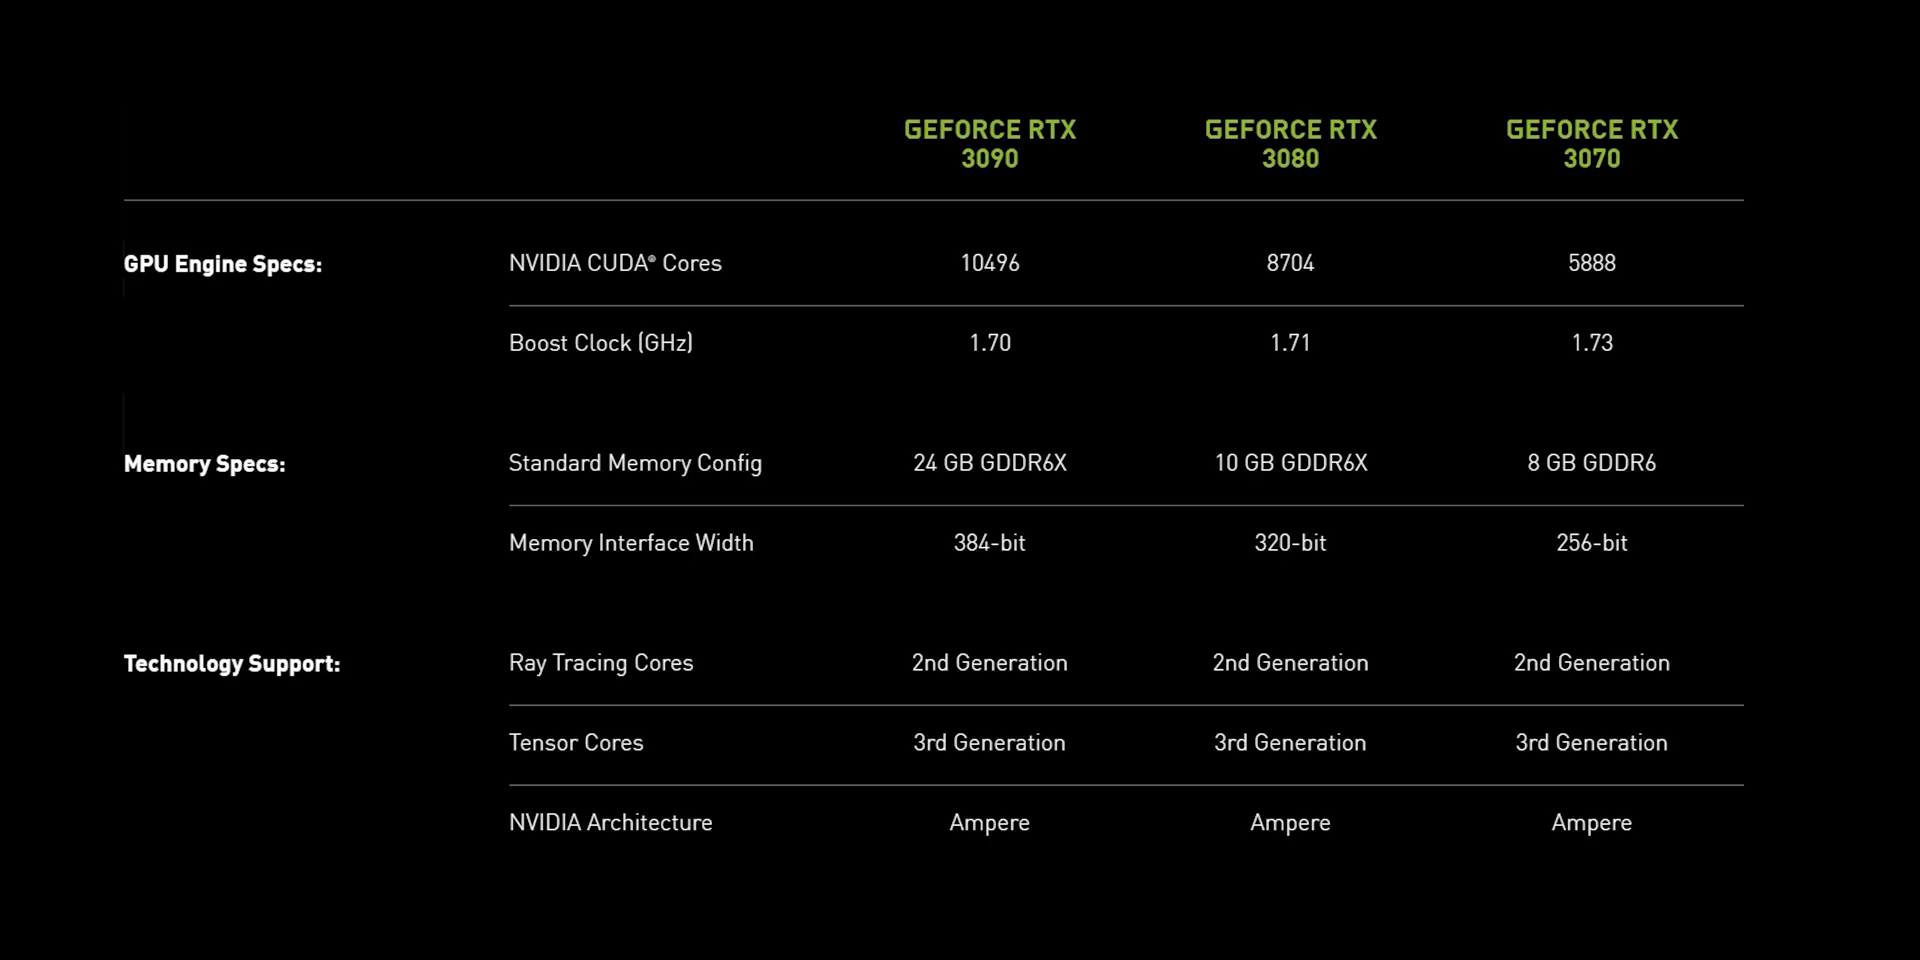 GEFORCE RTX 3090 GEFORCE RTX 3080 GEFORCE RTX 3070
GPU Engine Specs: NVIDIA CUDA® Cores 10496 8704 5888
Boost Clock (GHz) 1.70 1.71 1.73
Memory Specs: Standard Memory Config 24 GB GDDR6X 10 GB GDDR6X 8 GB GDDR6
Memory Interface Width 384-bit 320-bit 256-bit
Technology Support: Ray Tracing Cores 2nd Generation 2nd Generation 2nd Generation
Tensor Cores 3rd Generation 3rd Generation 3rd Generation
NVIDIA Architecture Ampere Ampere Ampere